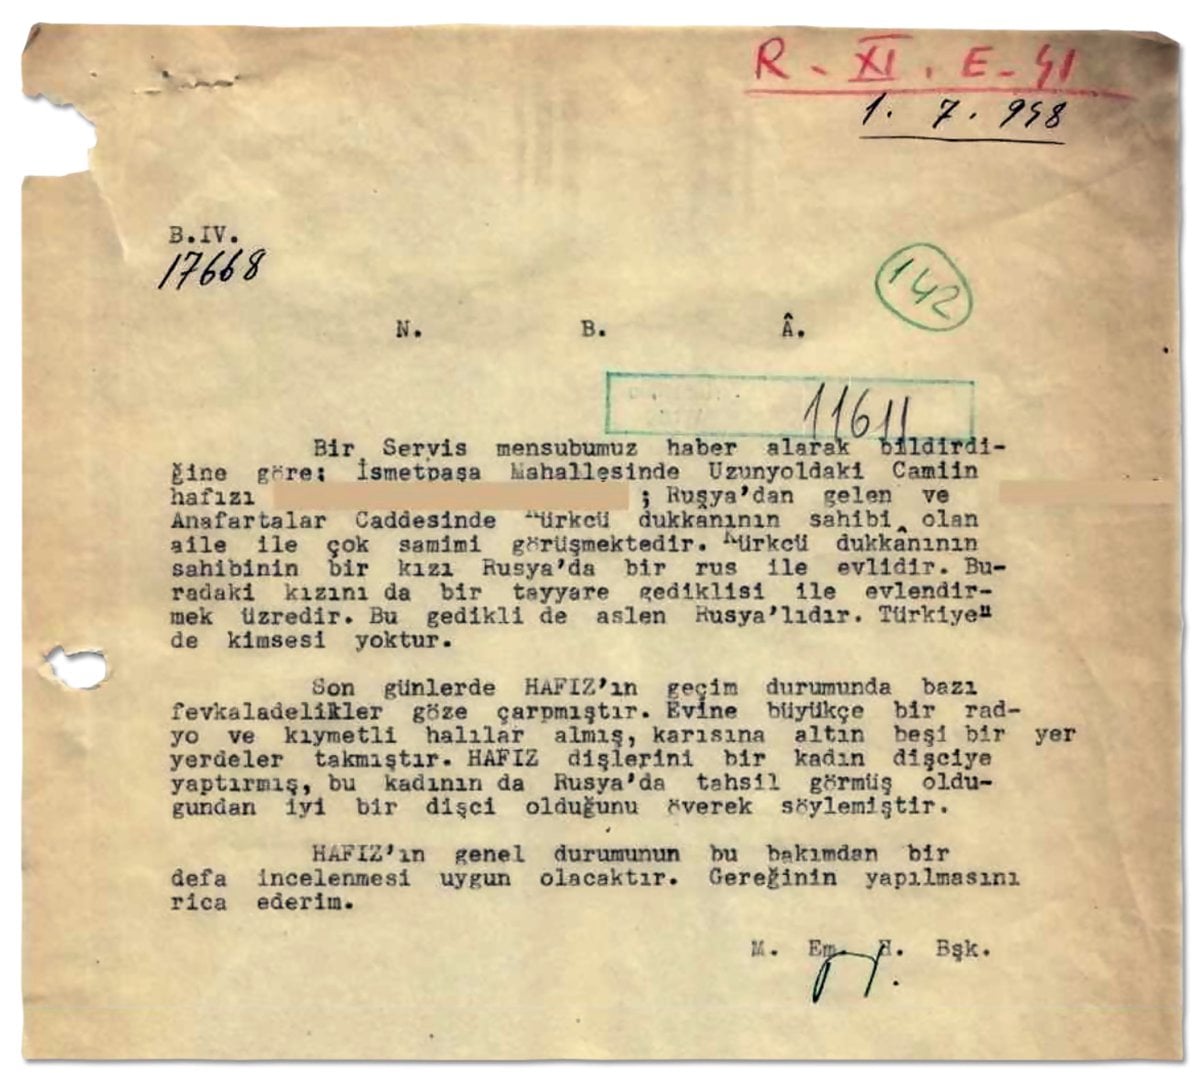 R - XI. E - 41
1. 7. 948
B.IV.
17668
142
N. B. Â.
11611
Bir Servis mensubumuz haber alarak bildirdi-
ğine göre; İsmetpaşa Mahallesinde Uzunyoldaki Camiin
hafızı ; Rusya'dan gelen ve
Anafartalar Caddesinde Kürkcü dukkanının sahibi olan
aile ile çok samimi görüşmektedir. Kürkcü dukkanının
sahibinin bir kızı Rusya'da bir rus ile evlidir. Bu-
radaki kızını da bir tayyare gediklisi ile evlendir-
mek üzredir. Bu gedikli de aslen Rusya'lıdır. Türkiye"
de kimsesi yoktur.
Son günlerde HAFIZ'ın geçim durumunda bazı
fevkaladelikler göze çarpmıştır. Evine büyükçe bir rad-
yo ve kıymetli halılar almış, karısına altın beşi bir yer
yerdeler takmıştır. HAFIZ dişlerini bir kadın dişciye
yaptırmış, bu kadının da Rusya'da tahsil görmüş oldu-
gundan iyi bir dişci olduğunu överek söylemiştir.
HAFIZ'ın genel durumunun bu bakımdan bir
defa incelenmesi uygun olacaktır. Gereğinin yapılmasını
rica ederim.
M. Em. H. Bşk.